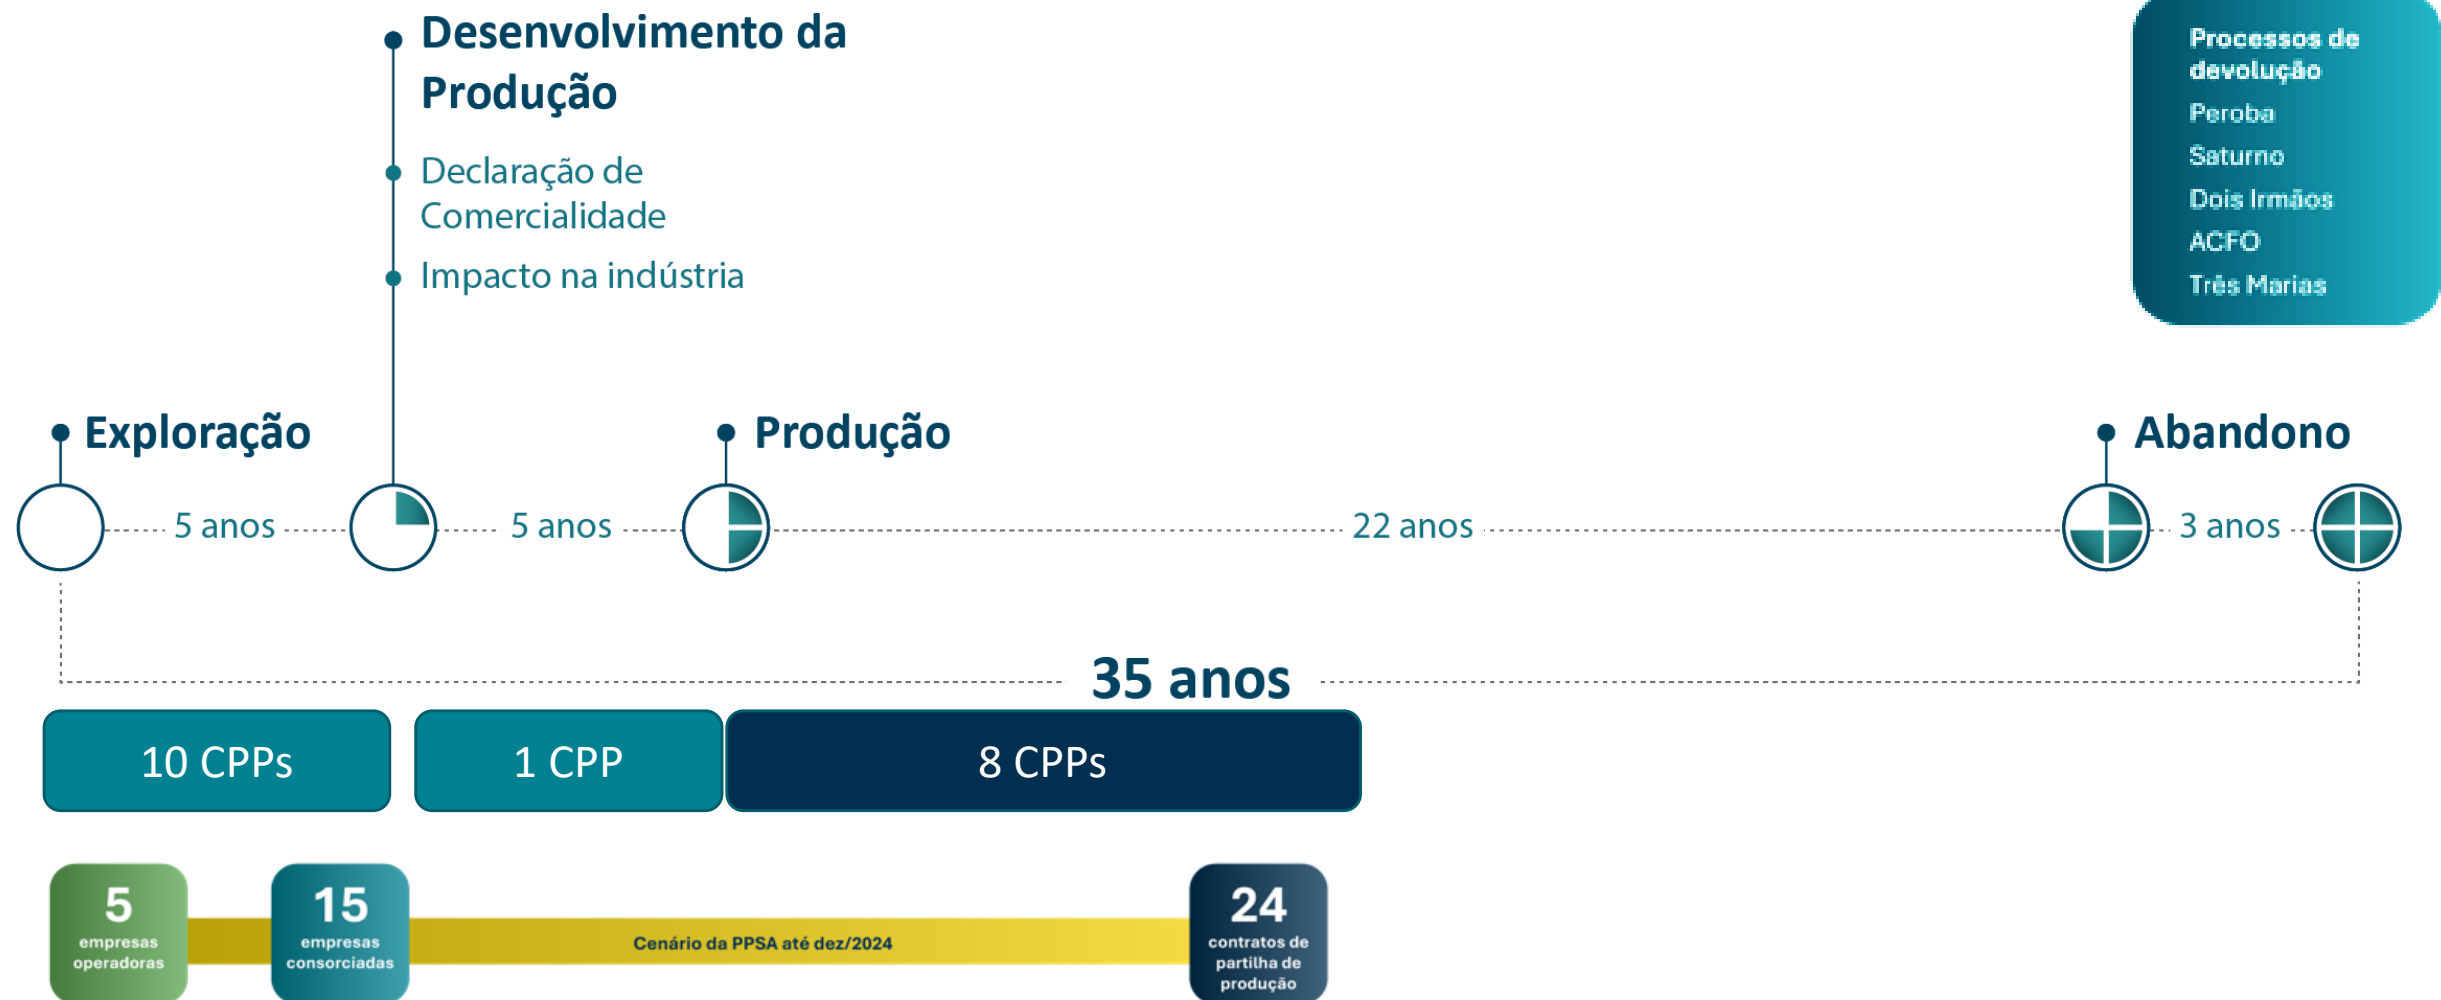 Desenvolvimento da
Produção
Declaração de
Comercialidade
Impacto na indústria
Processos de
devolução
Peroba
Saturno
Dois Irmãos
ACFO
Três Marias
Exploração
Produção
Abandono
5 anos
5 anos
22 anos
3 anos
35 anos
10 CPPs
1 CPP
8 CPPs
5
empresas
operadoras
15
empresas
consorciadas
Cenário da PPSA até dez/2024
24
contratos de
partilha de
produção